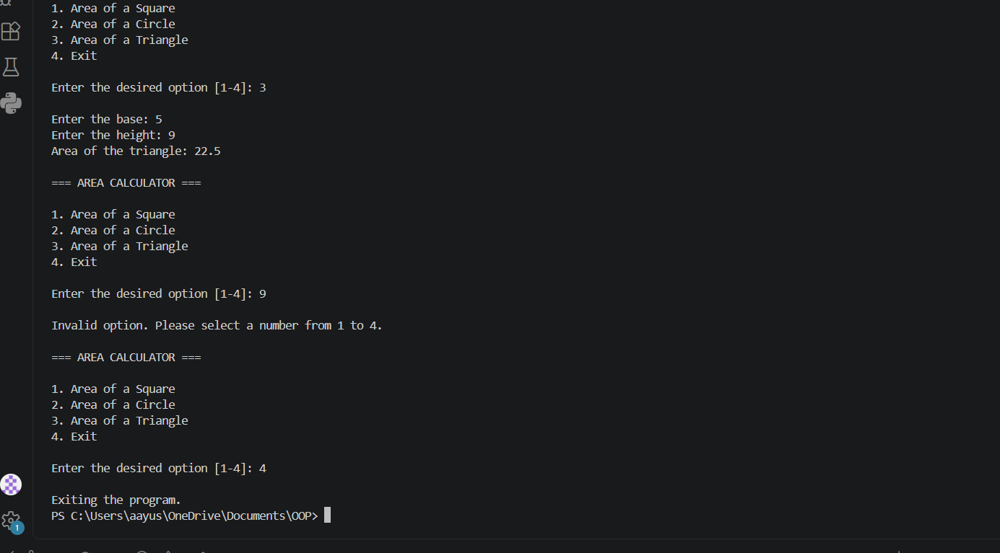 1. Area of a Square
2. Area of a Circle
3. Area of a Triangle
4. Exit
Enter the desired option [1-4]: 3
Enter the base: 5
Enter the height: 9
Area of the triangle: 22.5
=== AREA CALCULATOR ===
1. Area of a Square
2. Area of a Circle
3. Area of a Triangle
4. Exit
Enter the desired option [1-4]: 9
Invalid option. Please select a number from 1 to 4.
=== AREA CALCULATOR ===
1. Area of a Square
2. Area of a Circle
3. Area of a Triangle
4. Exit
Enter the desired option [1-4]: 4
Exiting the program.
PS C:\Users\aayus\OneDrive\Documents\OOP>
1